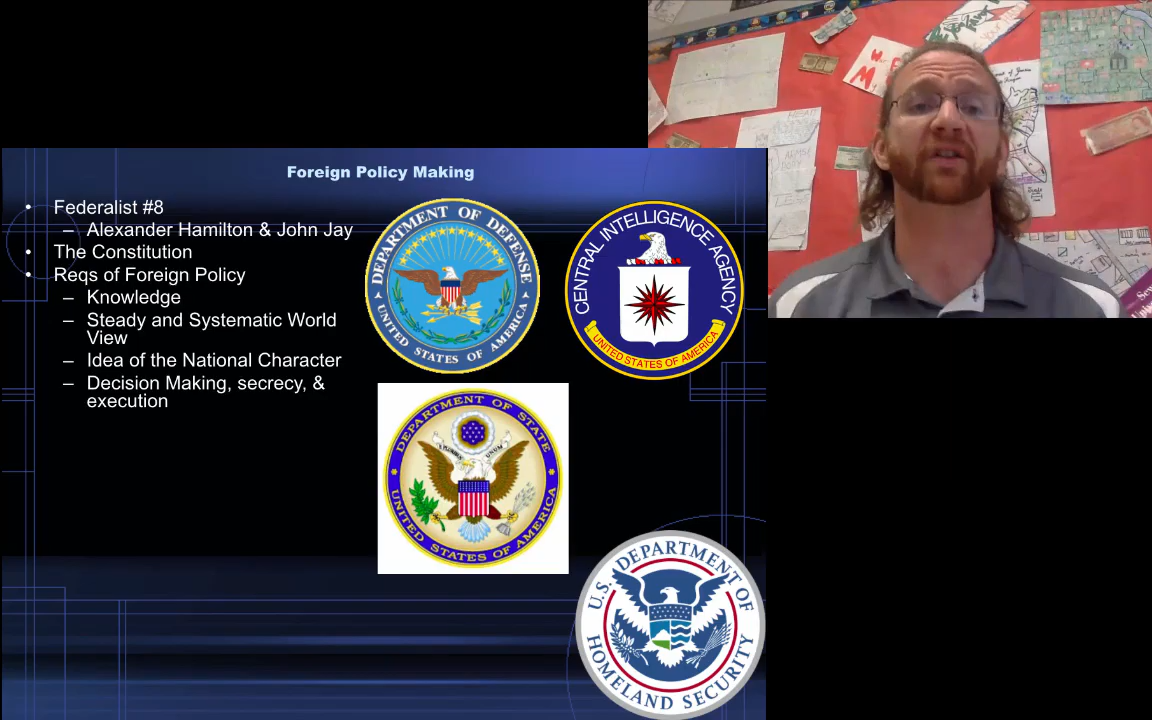 Foreign Policy Making
• Federalist #8
– Alexander Hamilton & John Jay
• The Constitution
• Reqs of Foreign Policy
– Knowledge
– Steady and Systematic World
View
– Idea of the National Character
– Decision Making, secrecy, &
execution
DEPARTMENT OF DEFENSE
UNITED STATES OF AMERICA
CENTRAL INTELLIGENCE AGENCY
UNITED STATES OF AMERICA
DEPARTMENT OF STATE
UNITED STATES OF AMERICA
U.S. DEPARTMENT OF
HOMELAND SECURITY